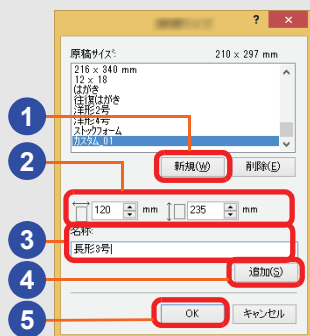 ? ×
原稿サイズ: 210 × 297 mm
216 × 340 mm
12 × 18
はがき
往復はがき
洋形2号
洋形4号
ストックフォーム
カスタム_01
1
新規(W) 削除(E)
2
120 mm 235 mm
3
名称:
長形3号
4
追加(S)
5
OK キャンセル